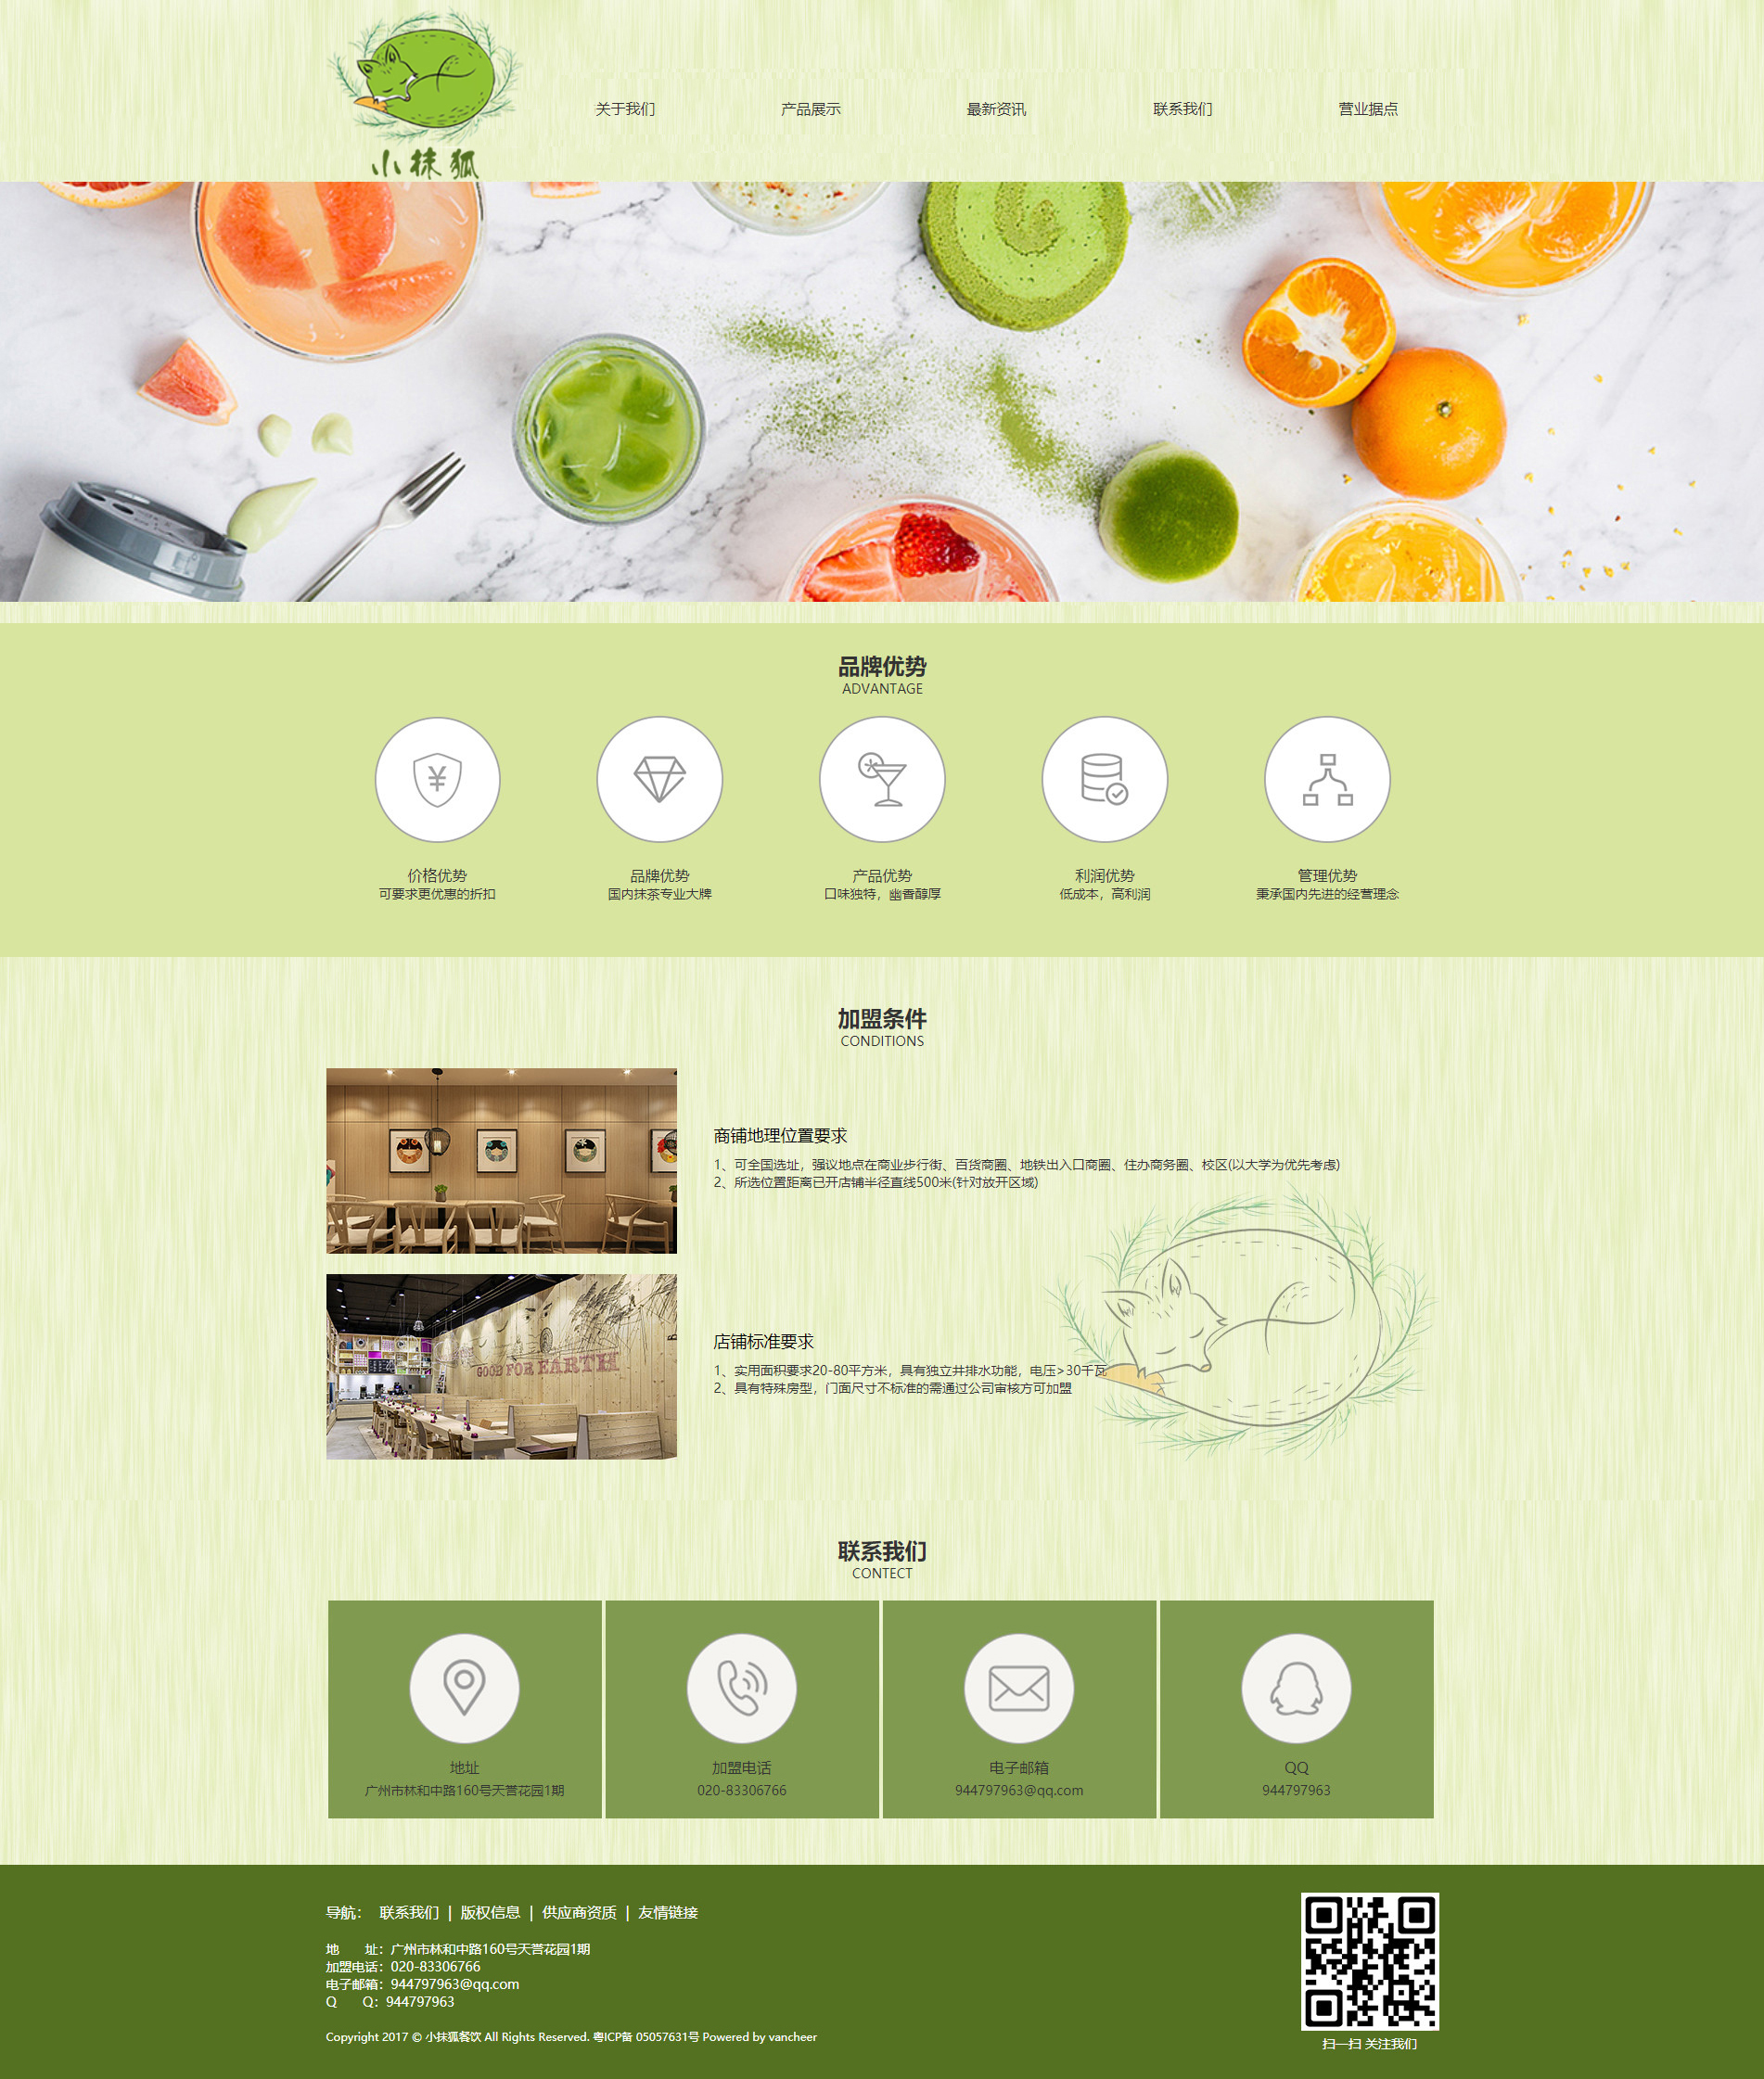 小抹狐
关于我们
产品展示
最新资讯
联系我们
营业据点
品牌优势
ADVANTAGE
价格优势
可要求更优惠的折扣
品牌优势
国内抹茶专业大牌
产品优势
口味独特，幽香醇厚
利润优势
低成本，高利润
管理优势
秉承国内先进的经营理念
加盟条件
CONDITIONS
商铺地理位置要求
1、可全国选址，强议地点在商业步行街、百货商圈、地铁出入口商圈、住办商务圈、校区(以大学为优先考虑)
2、所选位置距离已开店铺半径直线500米(针对放开区域)
GOOD FOR EARTH
店铺标准要求
1、实用面积要求20-80平方米，具有独立井排水功能，电压>30千瓦
2、具有特殊房型，门面尺寸不标准的需通过公司审核方可加盟
联系我们
CONTECT
地址
广州市林和中路160号天誉花园1期
加盟电话
020-83306766
电子邮箱
944797963@qq.com
QQ
944797963
导航： 联系我们 | 版权信息 | 供应商资质 | 友情链接
地 址：广州市林和中路160号天誉花园1期
加盟电话：020-83306766
电子邮箱：944797963@qq.com
Q Q：944797963
Copyright 2017 © 小抹狐餐饮 All Rights Reserved. 粤ICP备 05057631号 Powered by vancheer
扫一扫 关注我们